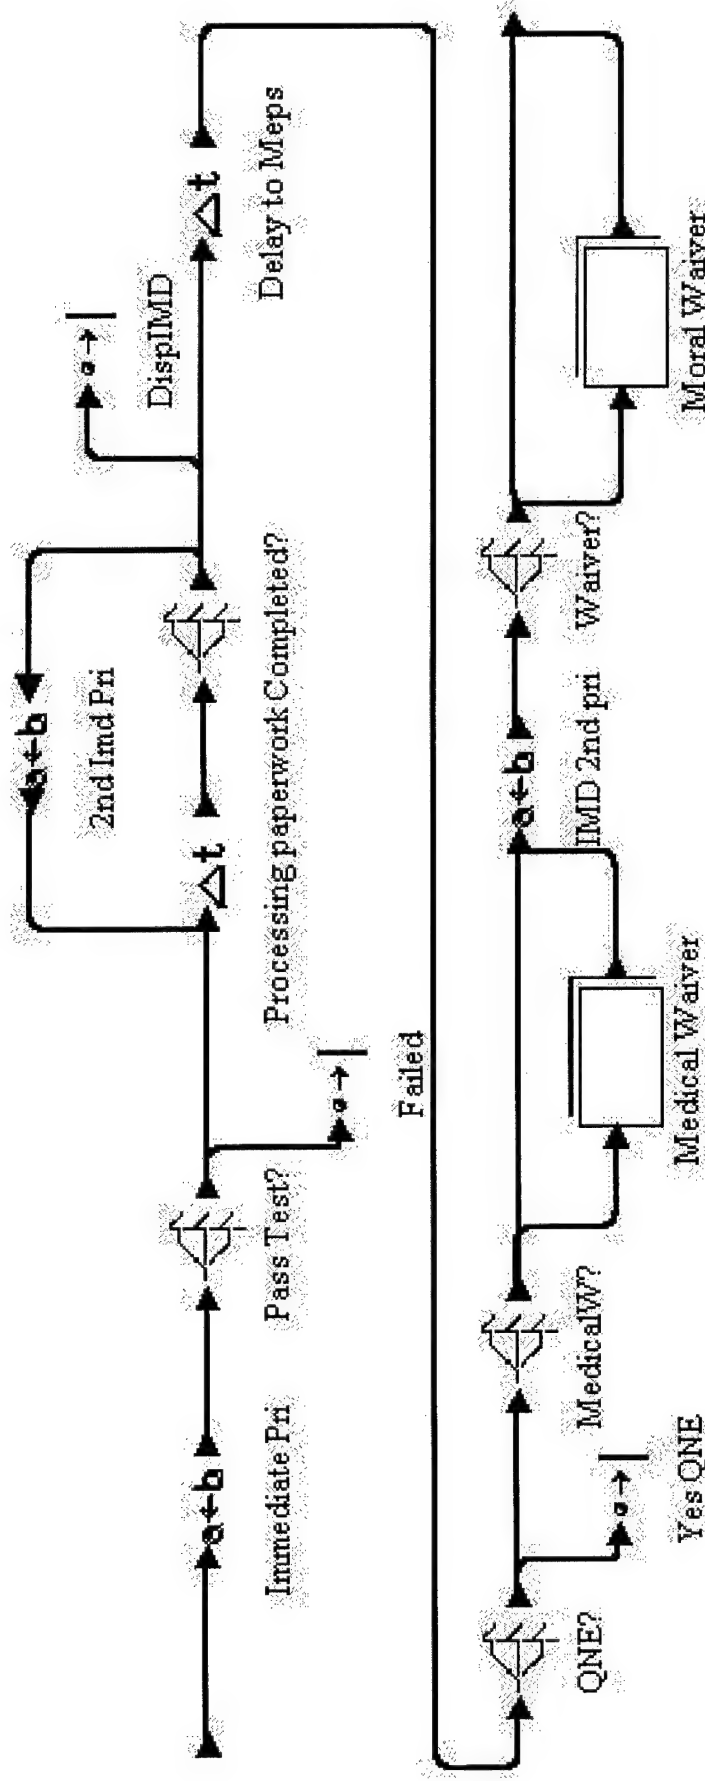 a←b
Immediate Pri
Pass Test?
Failed
Δt
Processing paperwork Completed?
a←b
2nd Imd Pri
DispIMD
Δt
Delay to Meps
QNE?
Yes QNE
MedicalW?
Medical Waiver
a←b
IMD 2nd pri
Waiver?
Moral Waiver